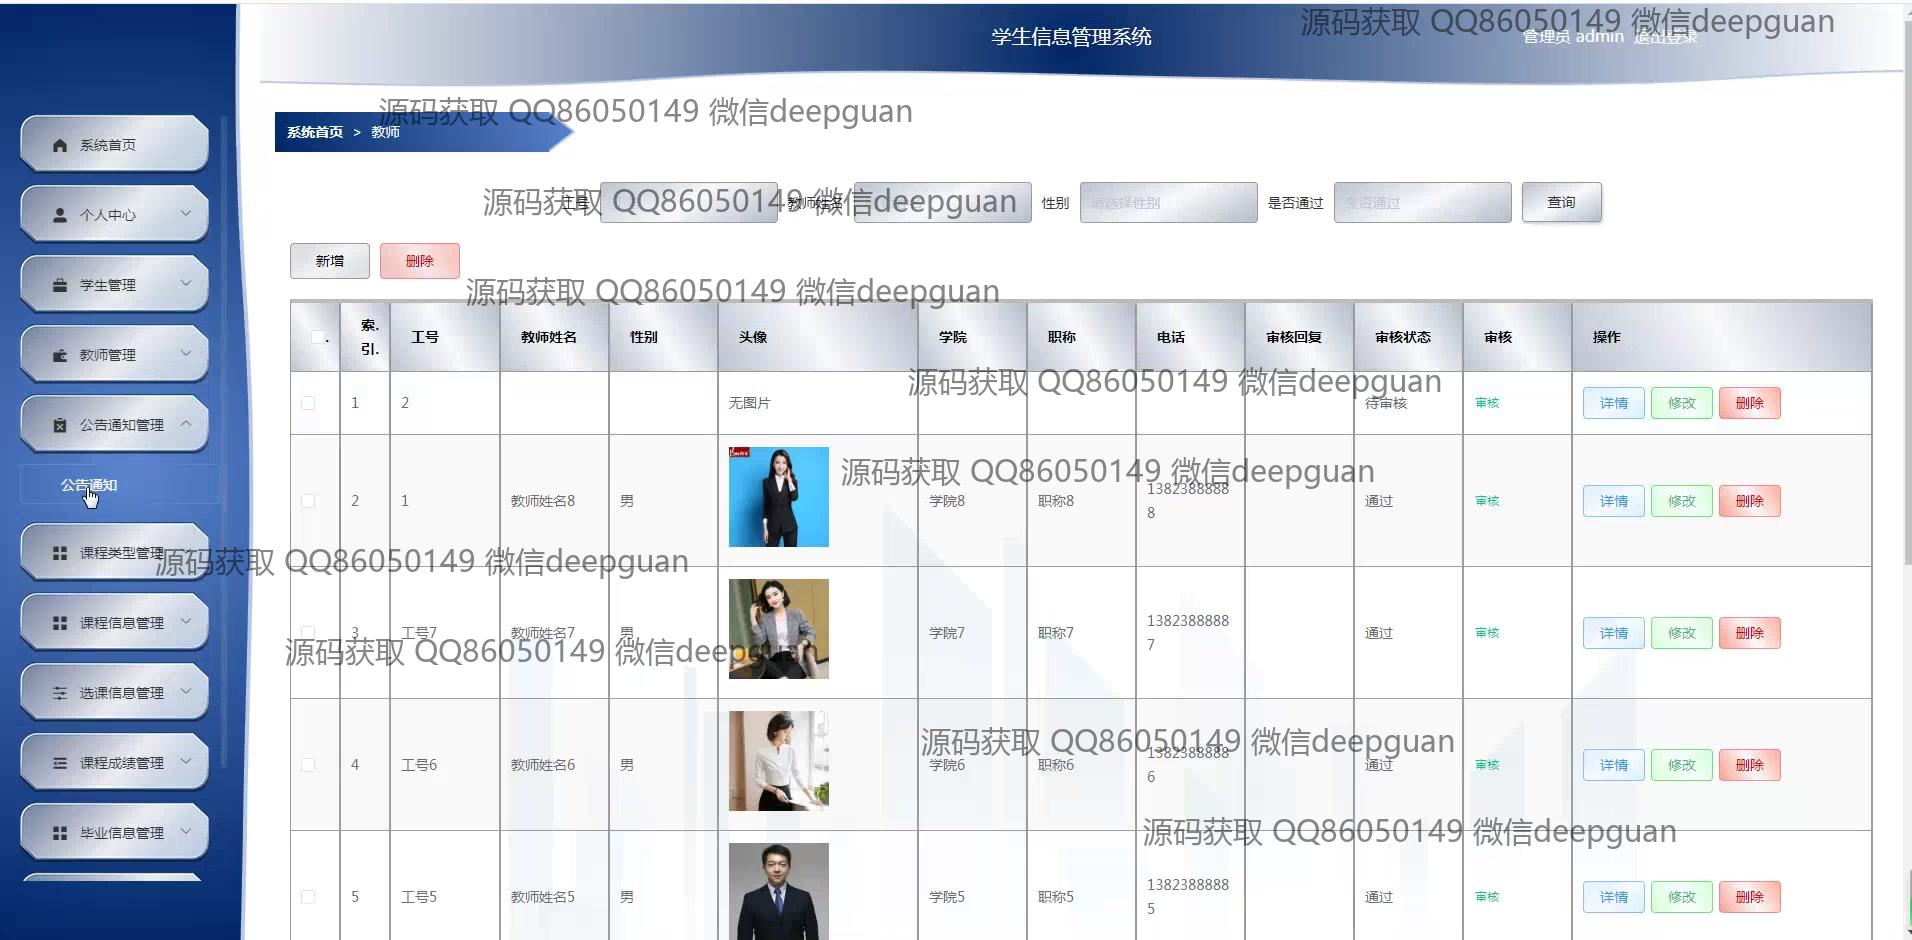 学生信息管理系统
源码获取 QQ86050149 微信deepguan
管理员 admin 退出登录
源码获取 QQ86050149 微信deepguan
系统首页 > 教师
系统首页
个人中心
学生管理
教师管理
公告通知管理
公告通知
课程类型管理
课程信息管理
选课信息管理
课程成绩管理
毕业信息管理
源码获取 QQ86050149 微信deepguan
工号 教师姓名 性别 请选择性别 是否通过 是否通过 查询
新增 删除
源码获取 QQ86050149 微信deepguan
索. 引. 工号 教师姓名 性别 头像 学院 职称 电话 审核回复 审核状态 审核 操作
源码获取 QQ86050149 微信deepguan
1 2 无图片 待审核 审核 详情 修改 删除
源码获取 QQ86050149 微信deepguan
2 1 教师姓名8 男 学院8 职称8 1382388888 8 通过 审核 详情 修改 删除
源码获取 QQ86050149 微信deepguan
3 工号7 教师姓名7 男 学院7 职称7 1382388888 7 通过 审核 详情 修改 删除
源码获取 QQ86050149 微信deepguan
源码获取 QQ86050149 微信deepguan
4 工号6 教师姓名6 男 学院6 职称6 1382388888 6 通过 审核 详情 修改 删除
源码获取 QQ86050149 微信deepguan
5 工号5 教师姓名5 男 学院5 职称5 1382388888 5 通过 审核 详情 修改 删除